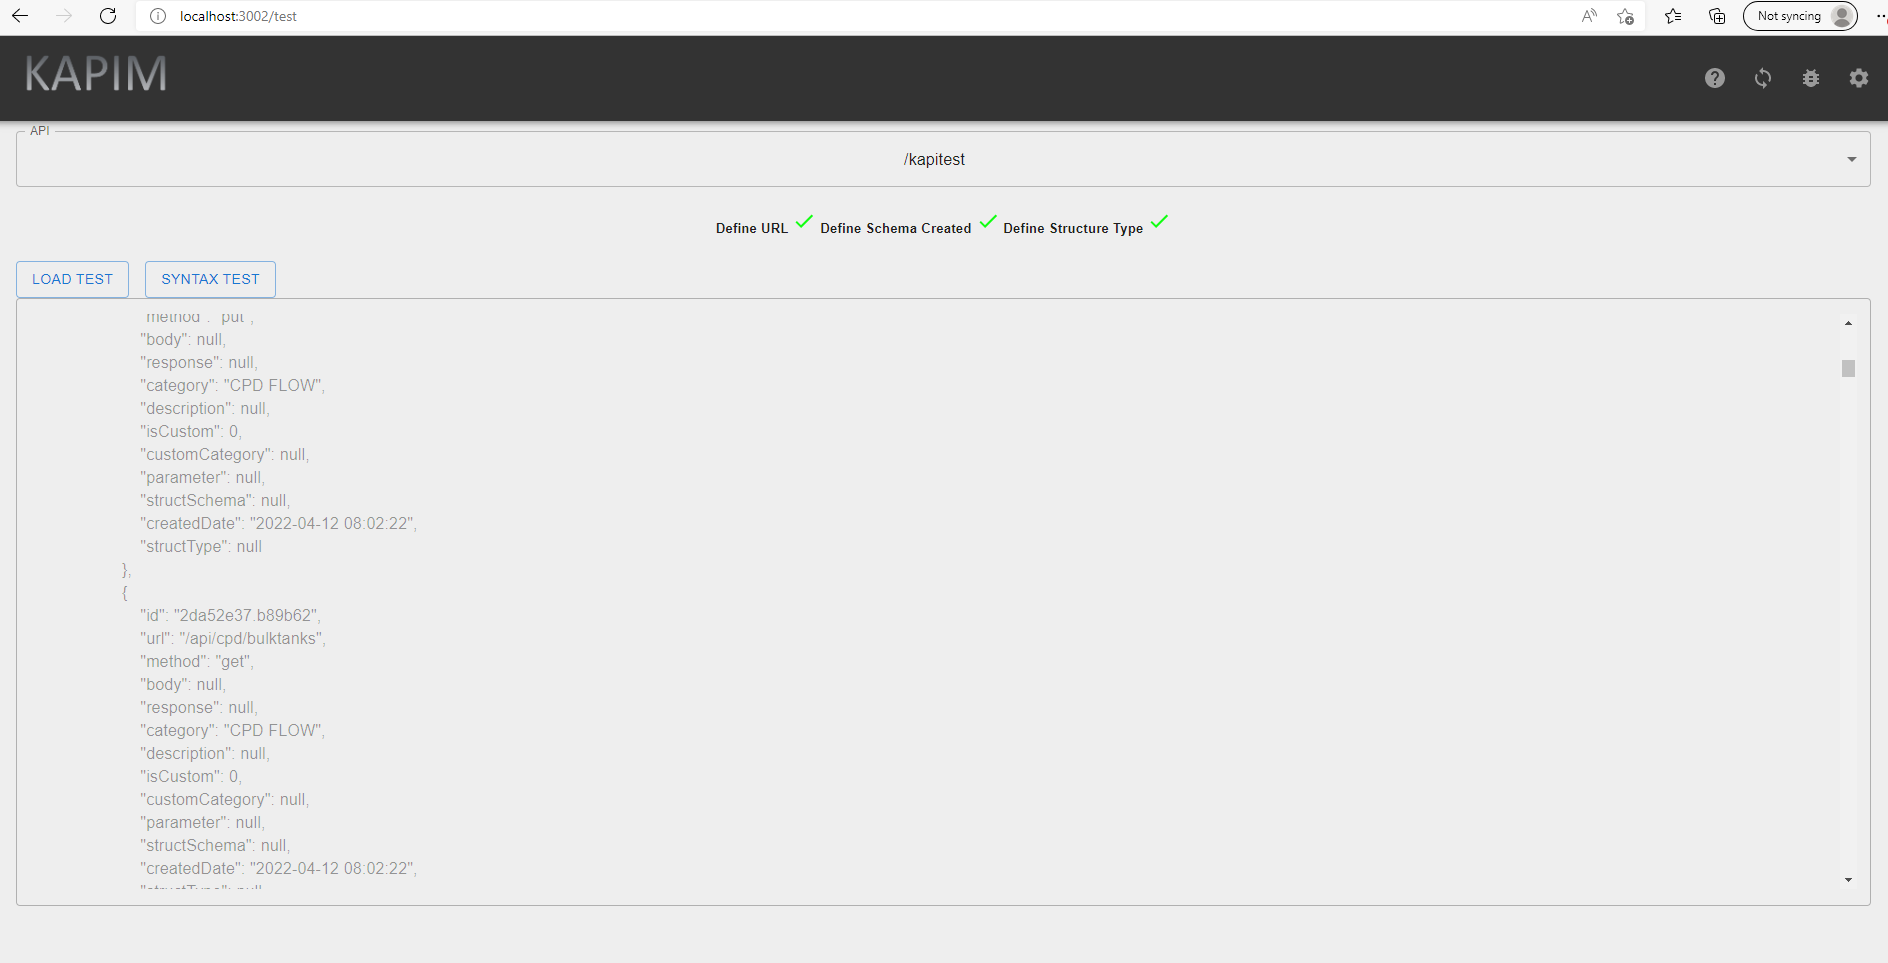 localhost:3002/test
Not syncing
KAPIM
API
/kapitest
Define URL Define Schema Created Define Structure Type
LOAD TEST SYNTAX TEST
"method": "put",
"body": null,
"response": null,
"category": "CPD FLOW",
"description": null,
"isCustom": 0,
"customCategory": null,
"parameter": null,
"structSchema": null,
"createdDate": "2022-04-12 08:02:22",
"structType": null
},
{
"id": "2da52e37.b89b62",
"url": "/api/cpd/bulktanks",
"method": "get",
"body": null,
"response": null,
"category": "CPD FLOW",
"description": null,
"isCustom": 0,
"customCategory": null,
"parameter": null,
"structSchema": null,
"createdDate": "2022-04-12 08:02:22",
"structType": null